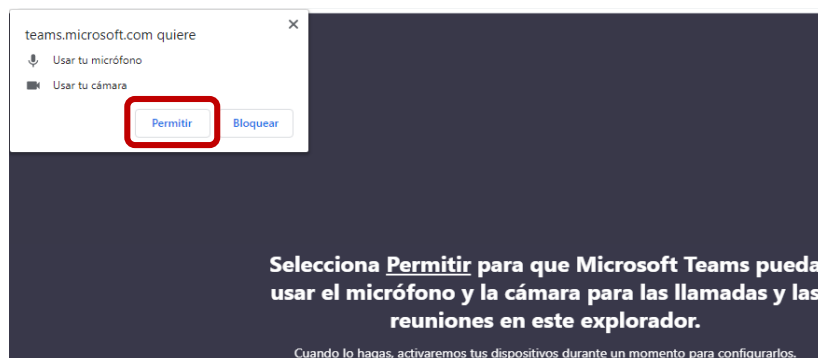 teams.microsoft.com quiere
Usar tu micrófono
Usar tu cámara
Permitir Bloquear
Selecciona Permitir para que Microsoft Teams pueda
usar el micrófono y la cámara para las llamadas y las
reuniones en este explorador.
Cuando lo hagas, activaremos tus dispositivos durante un momento para configurarlos.